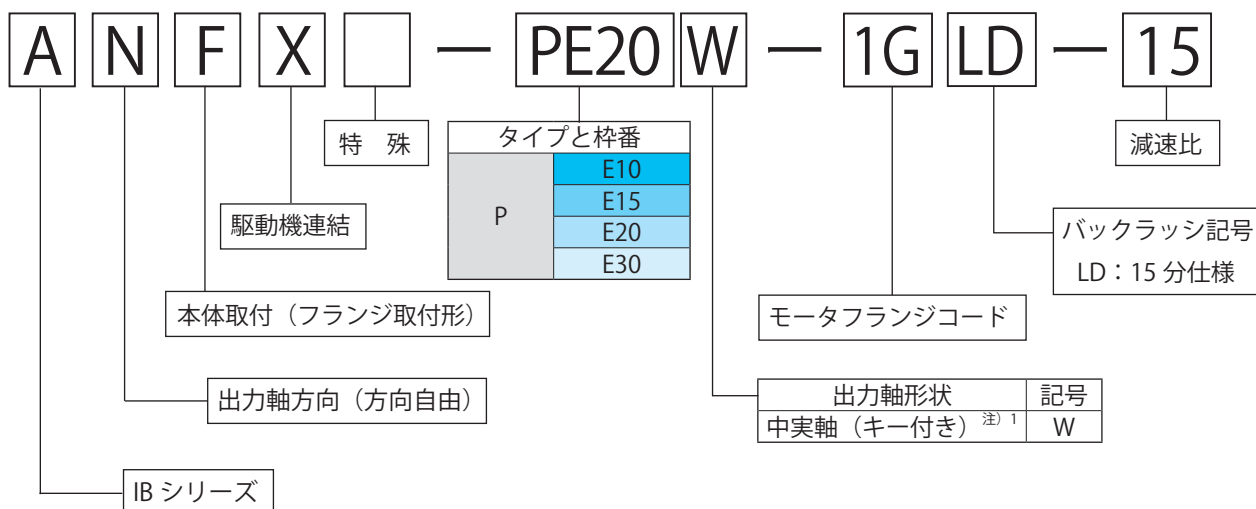 A N F X — PE20 W — 1G LD — 15
特 殊
タイプと枠番
P
E10
E15
E20
E30
減速比
駆動機連結
バックラッシ記号
LD：15 分仕様
本体取付（フランジ取付形）
モータフランジコード
出力軸方向（方向自由）
出力軸形状 記号
中実軸（キー付き）注）1 W
IB シリーズ